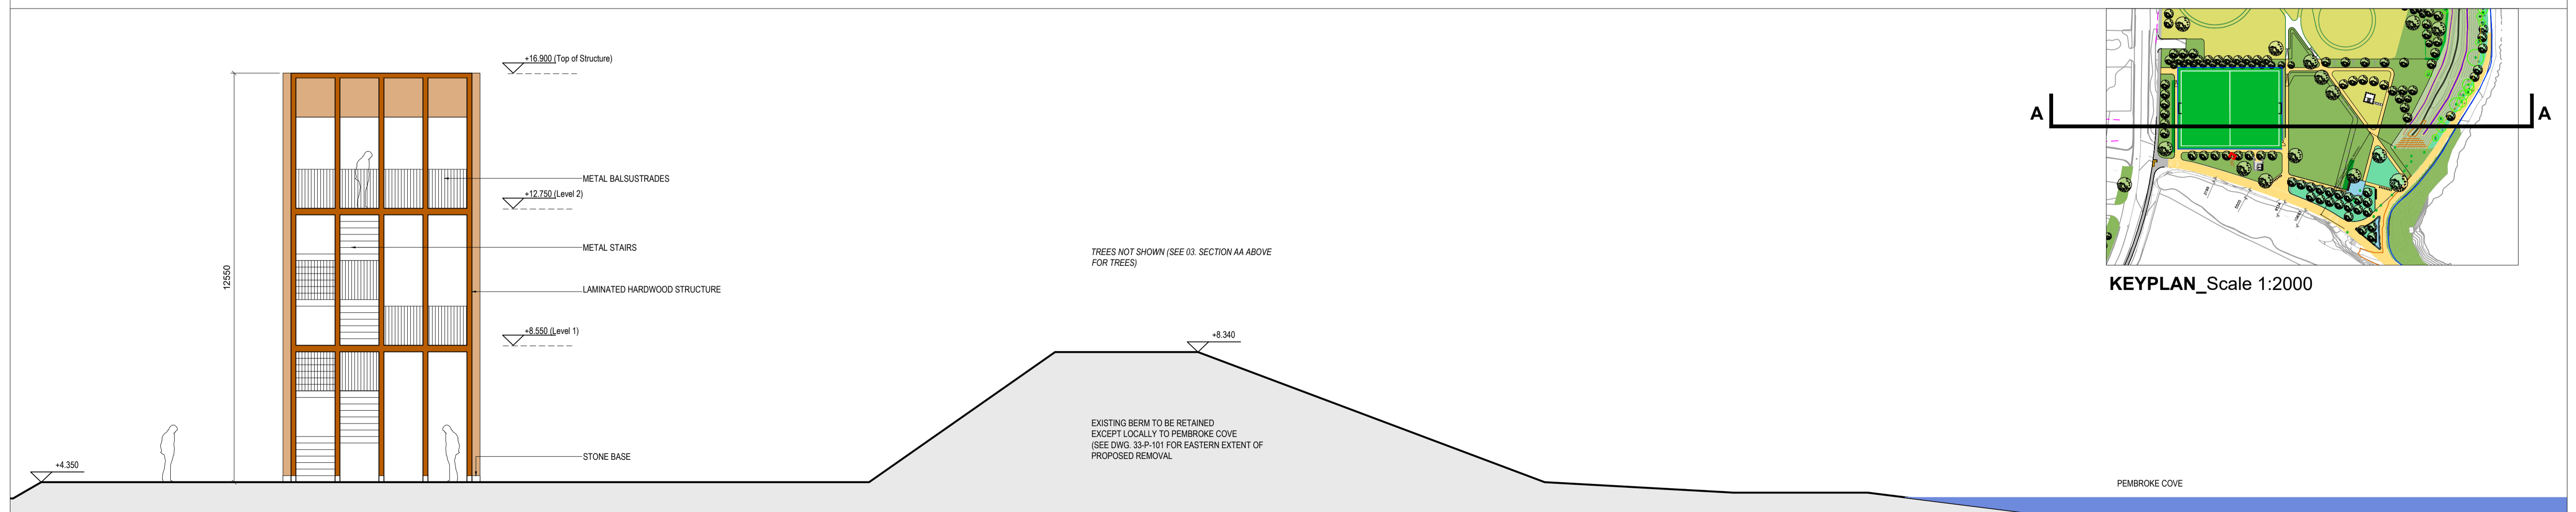 +16.900 (Top of Structure)
METAL BALSUSTRADES
+12.750 (Level 2)
METAL STAIRS
12550
LAMINATED HARDWOOD STRUCTURE
+8.550 (Level 1)
STONE BASE
+4.350
TREES NOT SHOWN (SEE 03. SECTION AA ABOVE
FOR TREES)
+8.340
EXISTING BERM TO BE RETAINED
EXCEPT LOCALLY TO PEMBROKE COVE
(SEE DWG. 33-P-101 FOR EASTERN EXTENT OF
PROPOSED REMOVAL
PEMBROKE COVE
A
A
KEYPLAN_Scale 1:2000